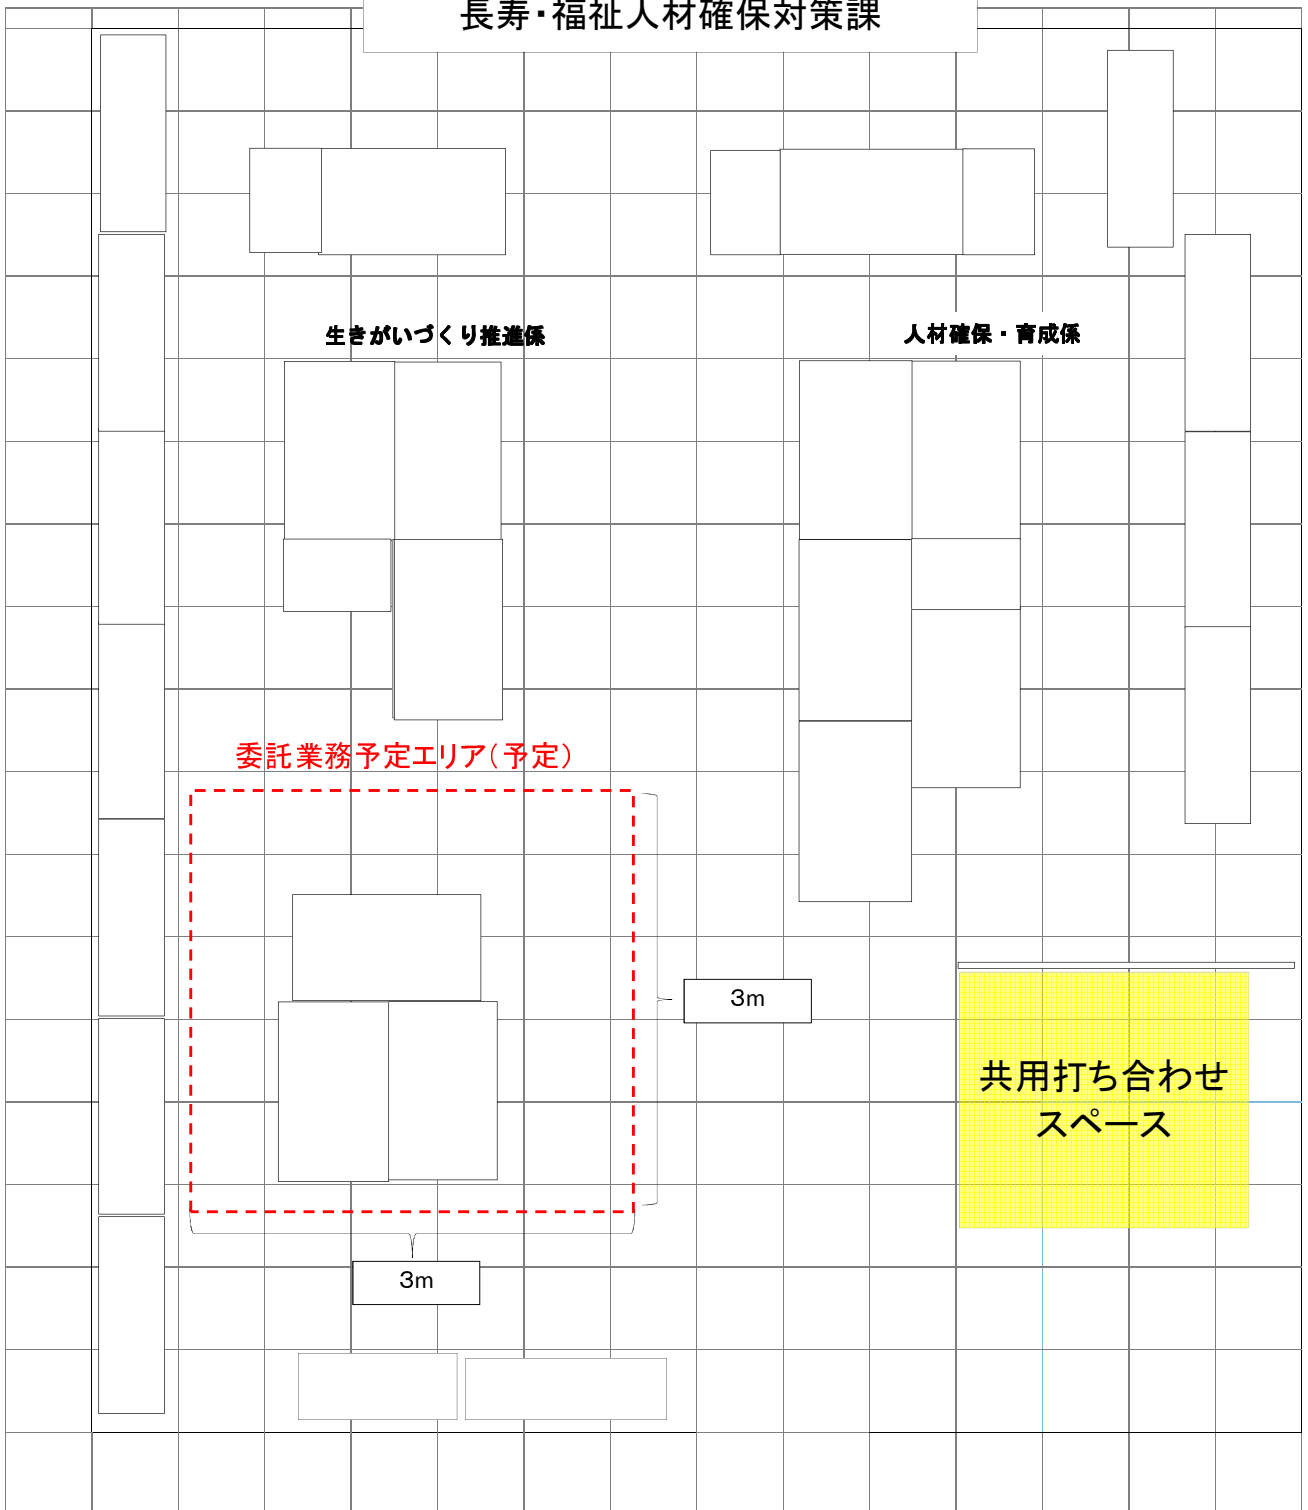 長寿・福祉人材確保対策課
生きがいづくり推進係
人材確保・育成係
委託業務予定エリア(予定)
3m
共用打ち合わせ
スペース
3m